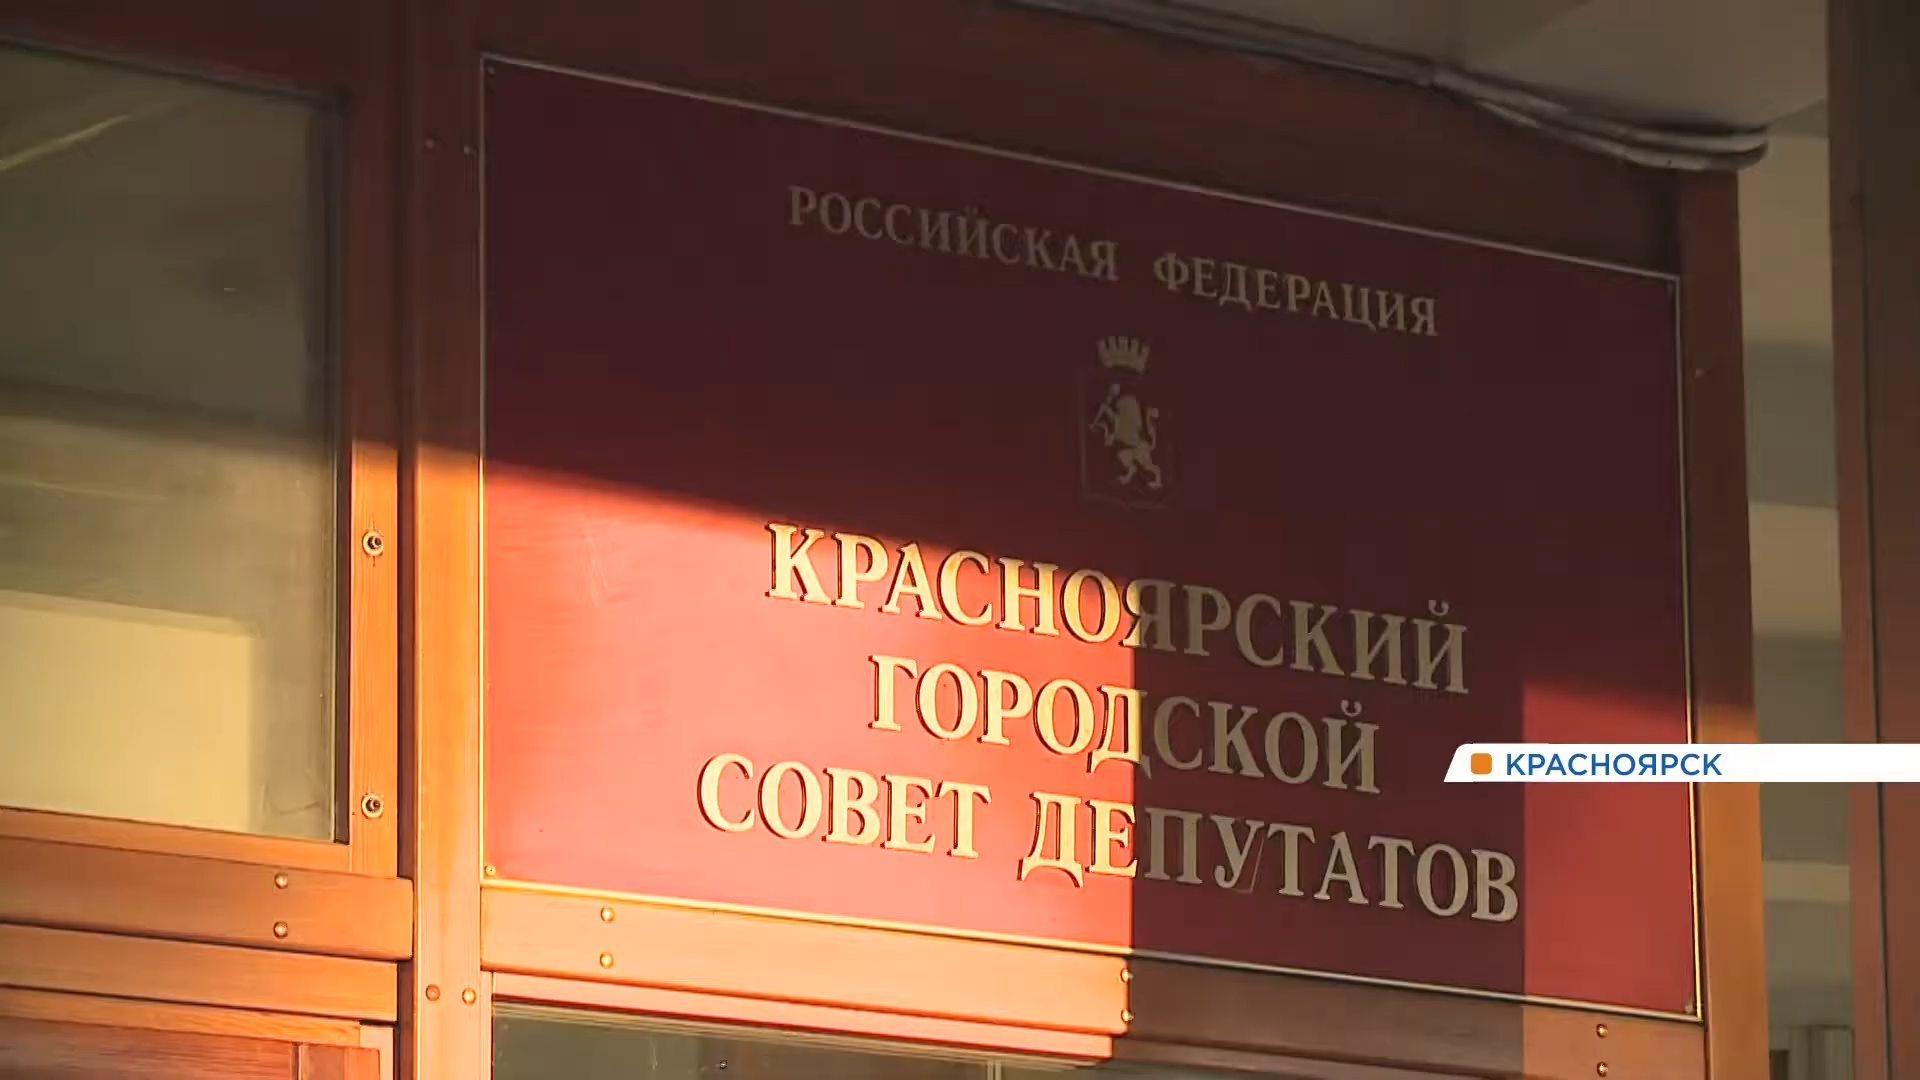 РОССИЙСКАЯ ФЕДЕРАЦИЯ
КРАСНОЯРСКИЙ
ГОРОДСКОЙ
СОВЕТ ДЕПУТАТОВ
КРАСНОЯРСК